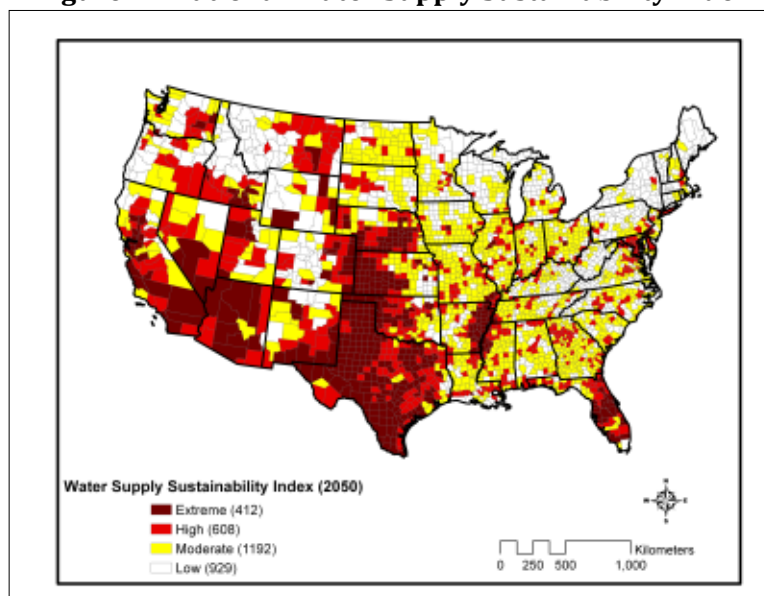 Water Supply Sustainability Index (2050)
Extreme (412)
High (608)
Moderate (1192)
Low (929)
N
W E
S
Kilometers
0 250 500 1,000